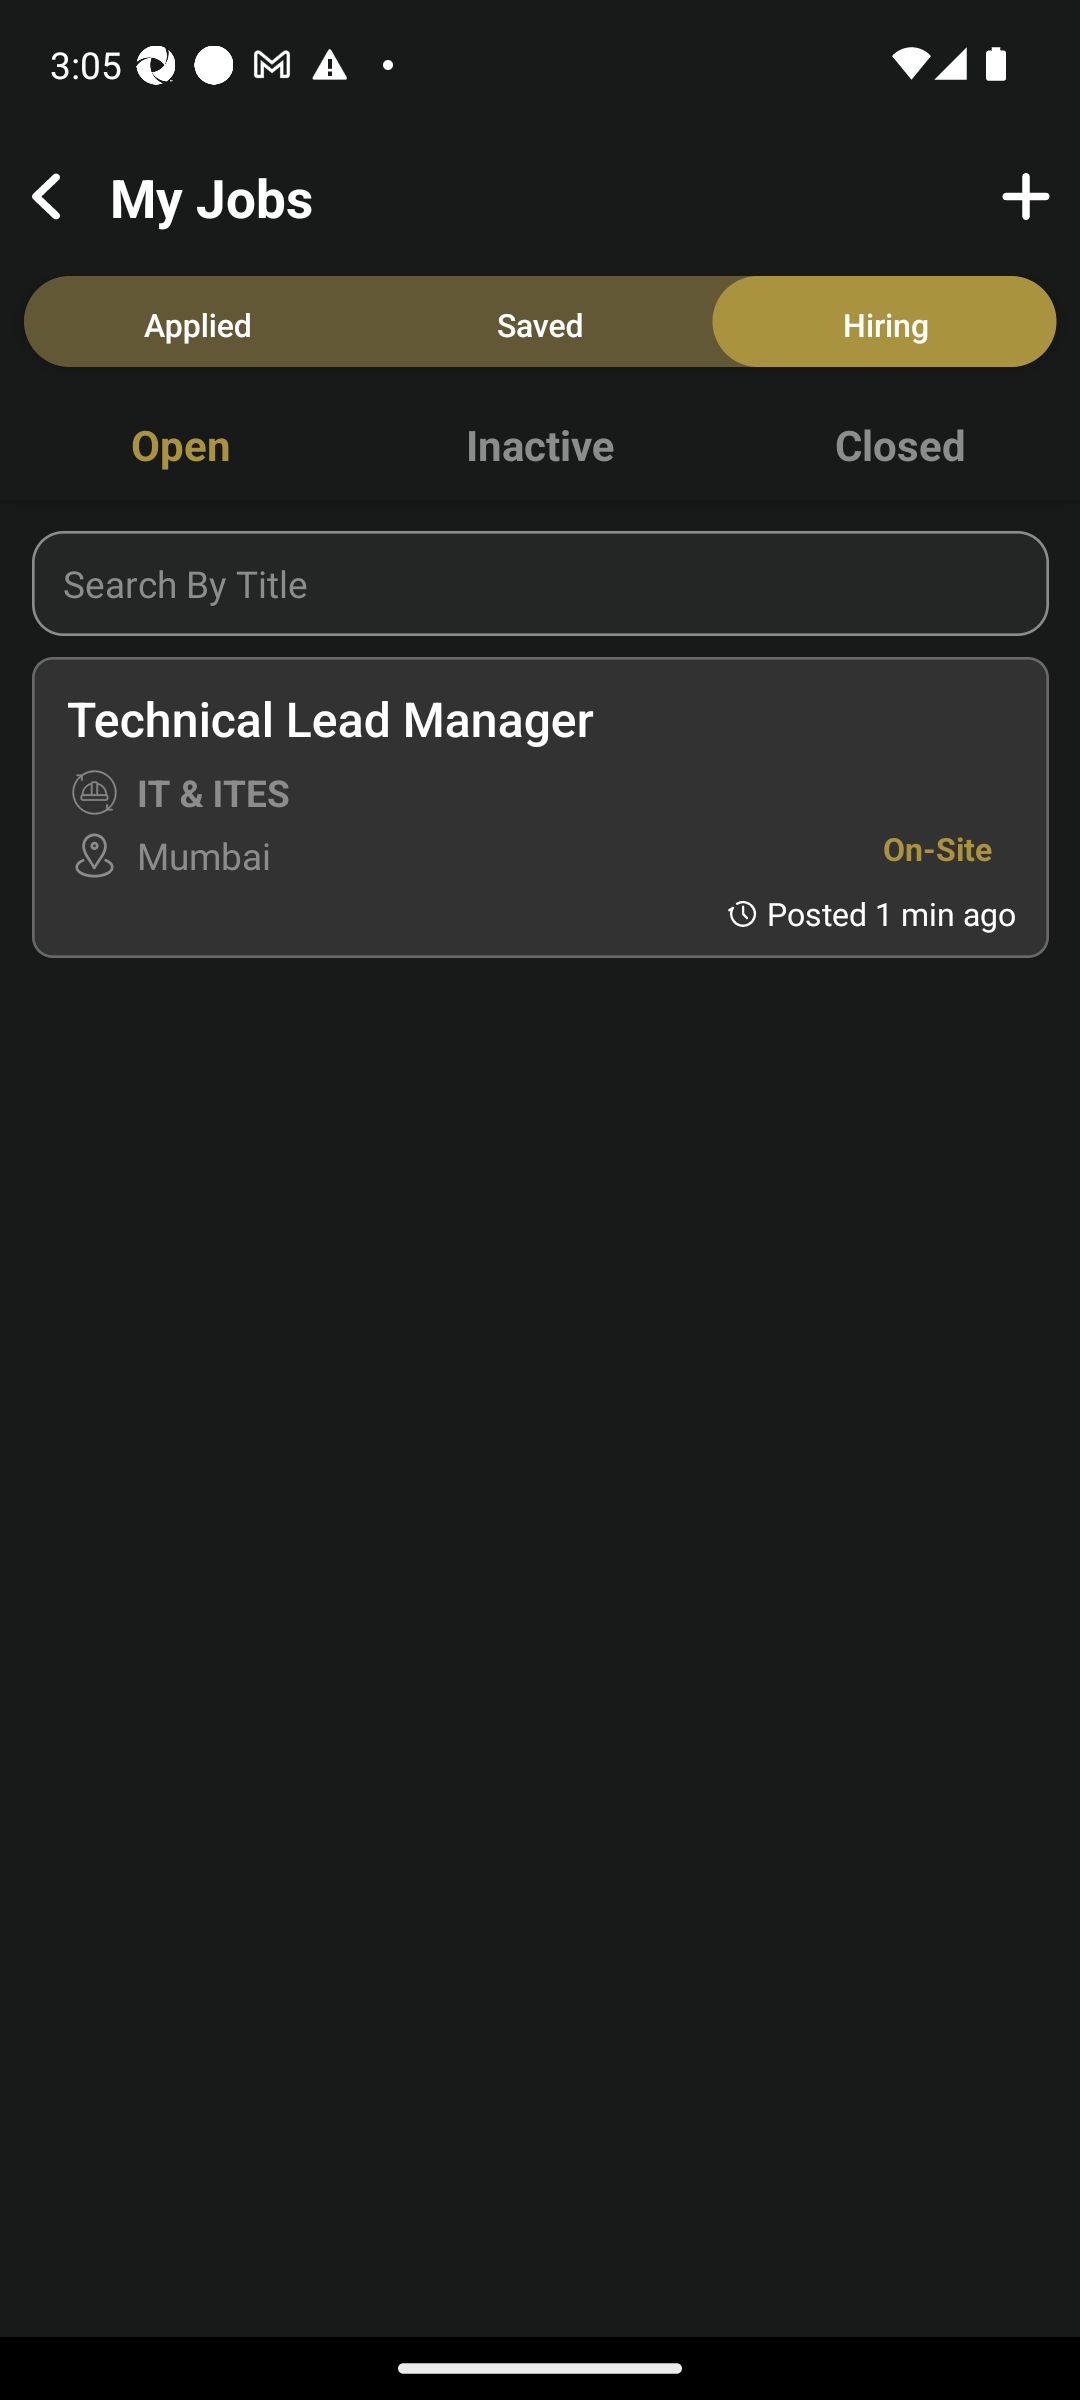 3:05
My Jobs
Applied Saved Hiring
Open Inactive Closed
Search By Title
Technical Lead Manager
IT & ITES
Mumbai
On-Site
Posted 1 min ago